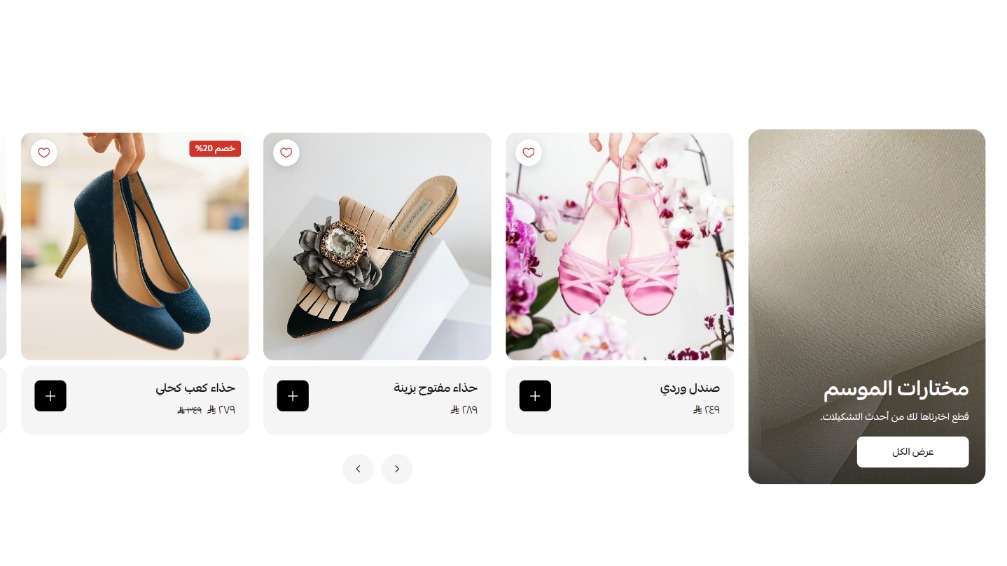 مختارات الموسم
قطع اخترناها لك من أحدث التشكيلات.
عرض الكل
صندل وردي
٢٤٩
حذاء مفتوح بزينة
٢٨٩
خصم 20%
حذاء كعب كحلي
٢٧٩ ٣٤٩